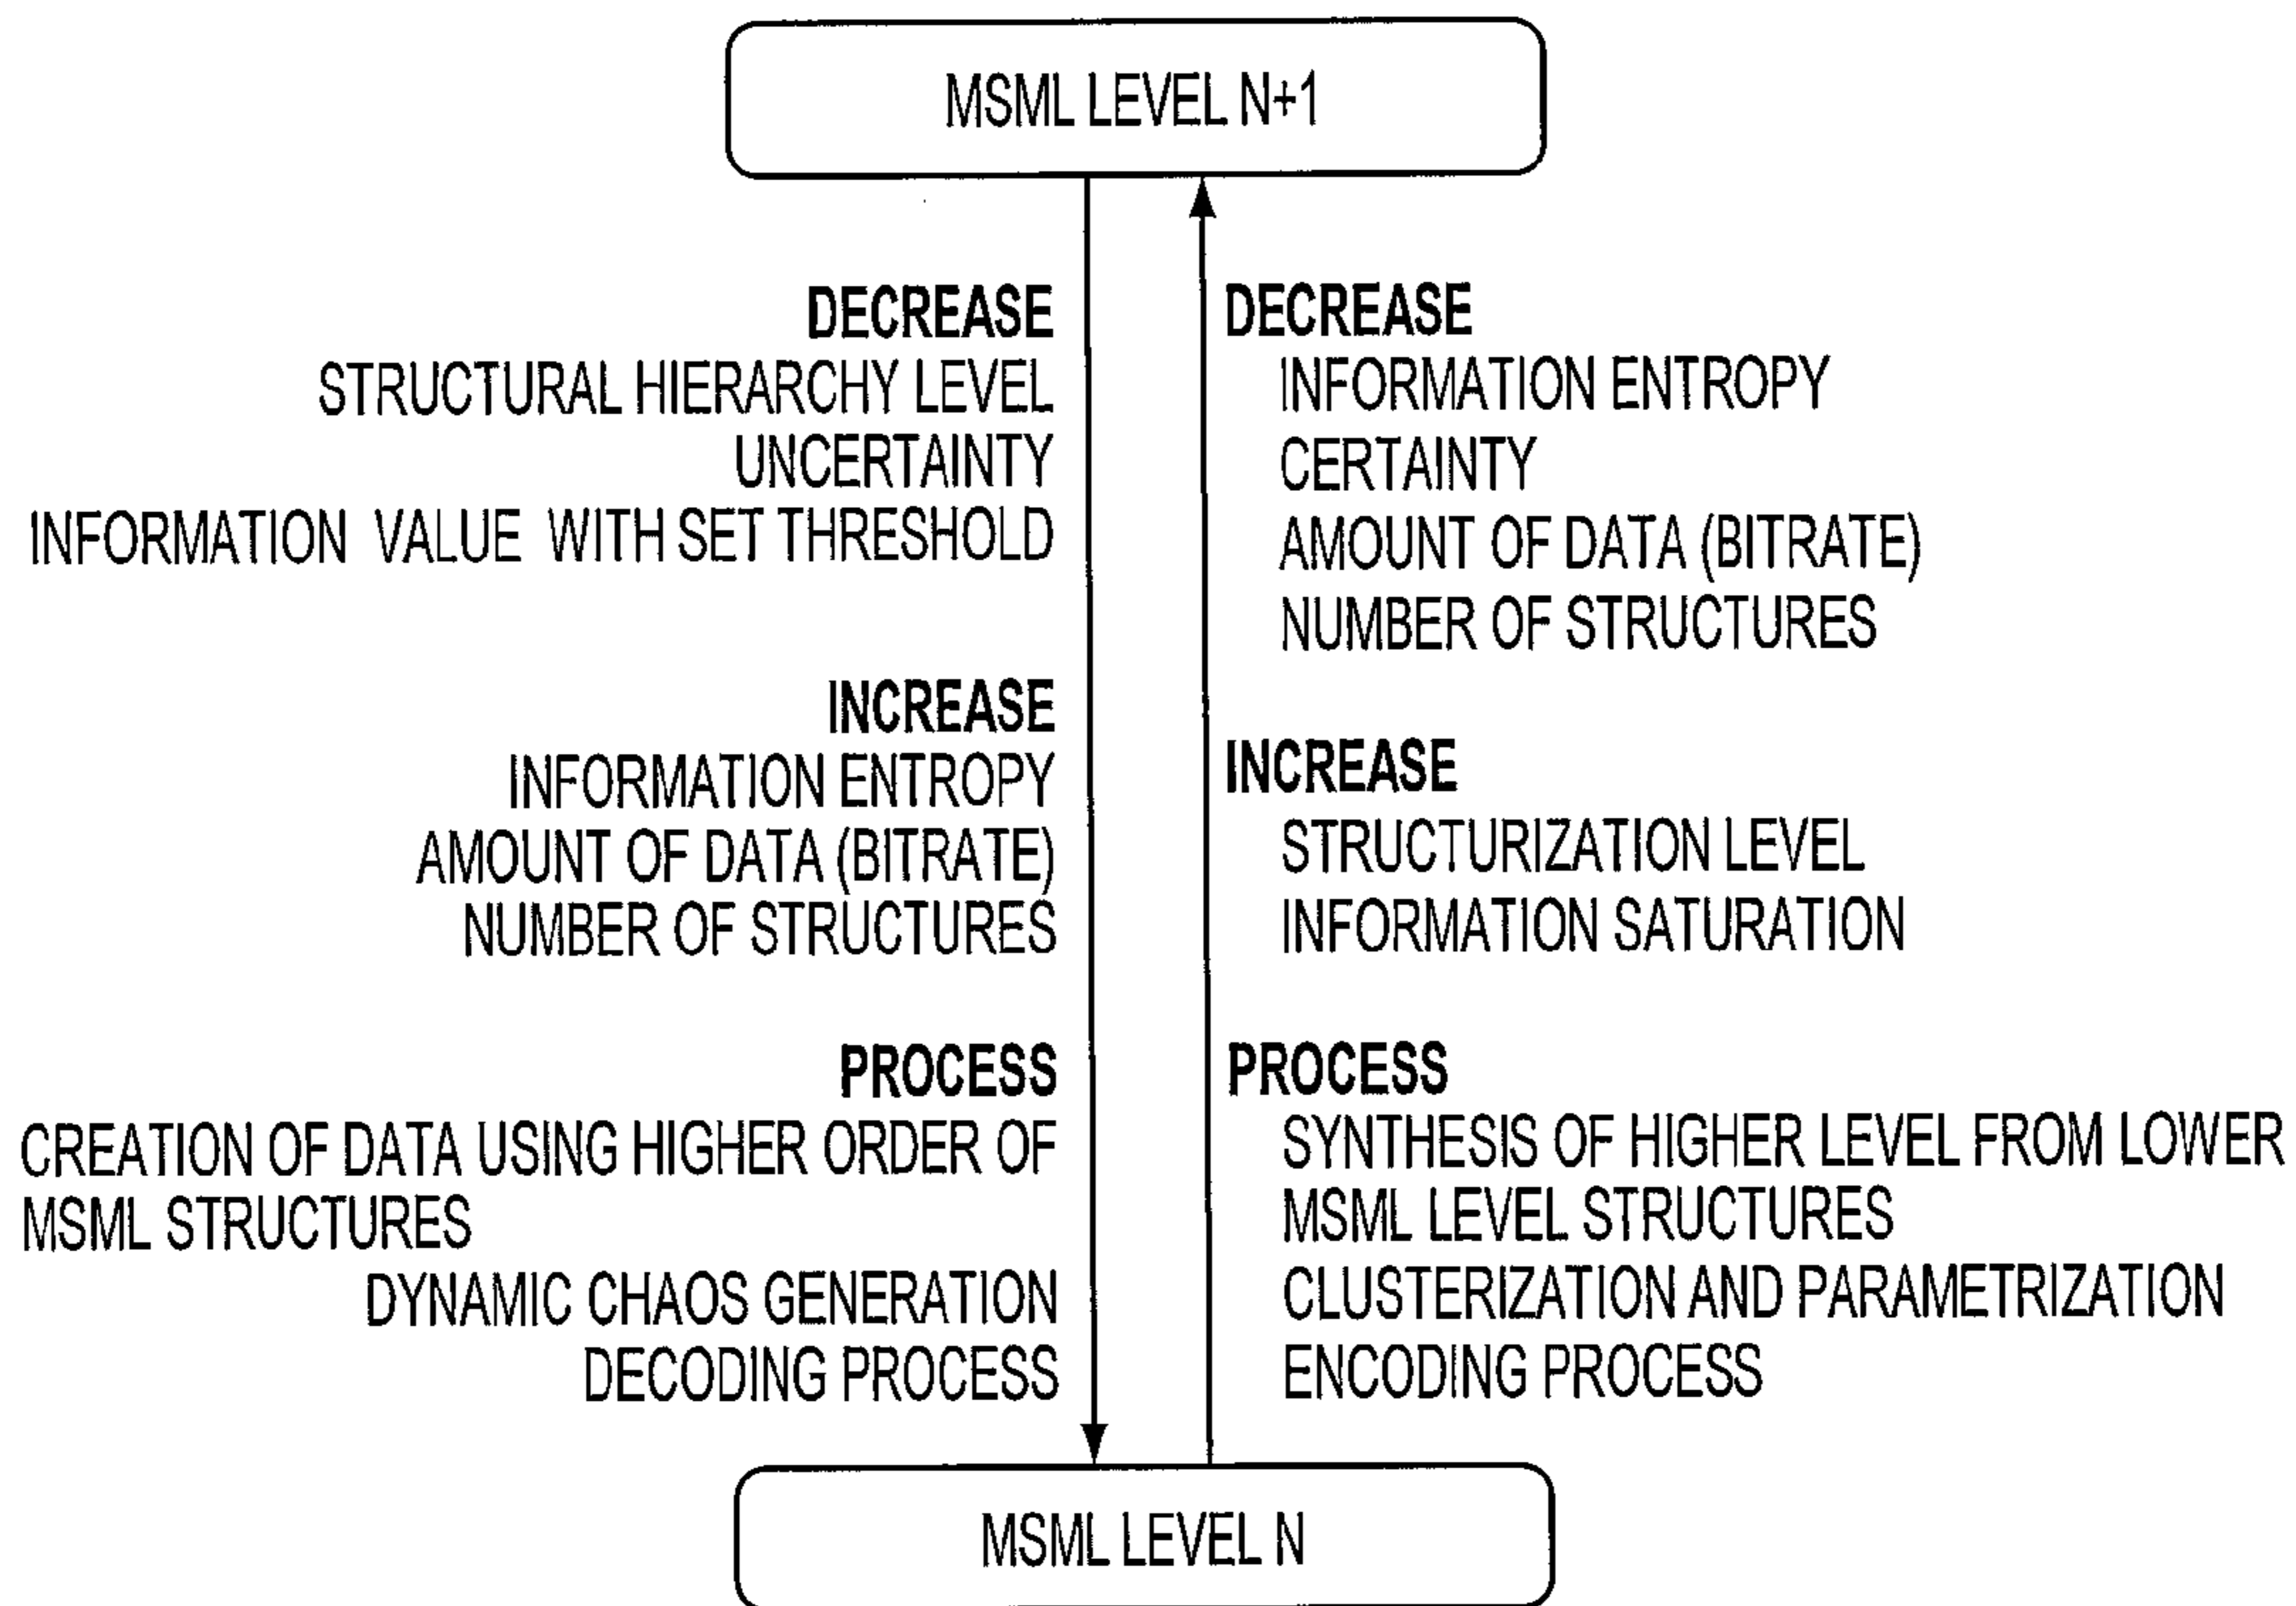 MSML LEVEL N+1
DECREASE
STRUCTURAL HIERARCHY LEVEL
UNCERTAINTY
INFORMATION VALUE WITH SET THRESHOLD
INCREASE
INFORMATION ENTROPY
AMOUNT OF DATA (BITRATE)
NUMBER OF STRUCTURES
PROCESS
CREATION OF DATA USING HIGHER ORDER OF
MSML STRUCTURES
DYNAMIC CHAOS GENERATION
DECODING PROCESS
DECREASE
INFORMATION ENTROPY
CERTAINTY
AMOUNT OF DATA (BITRATE)
NUMBER OF STRUCTURES
INCREASE
STRUCTURIZATION LEVEL
INFORMATION SATURATION
PROCESS
SYNTHESIS OF HIGHER LEVEL FROM LOWER
MSML LEVEL STRUCTURES
CLUSTERIZATION AND PARAMETRIZATION
ENCODING PROCESS
MSML LEVEL N